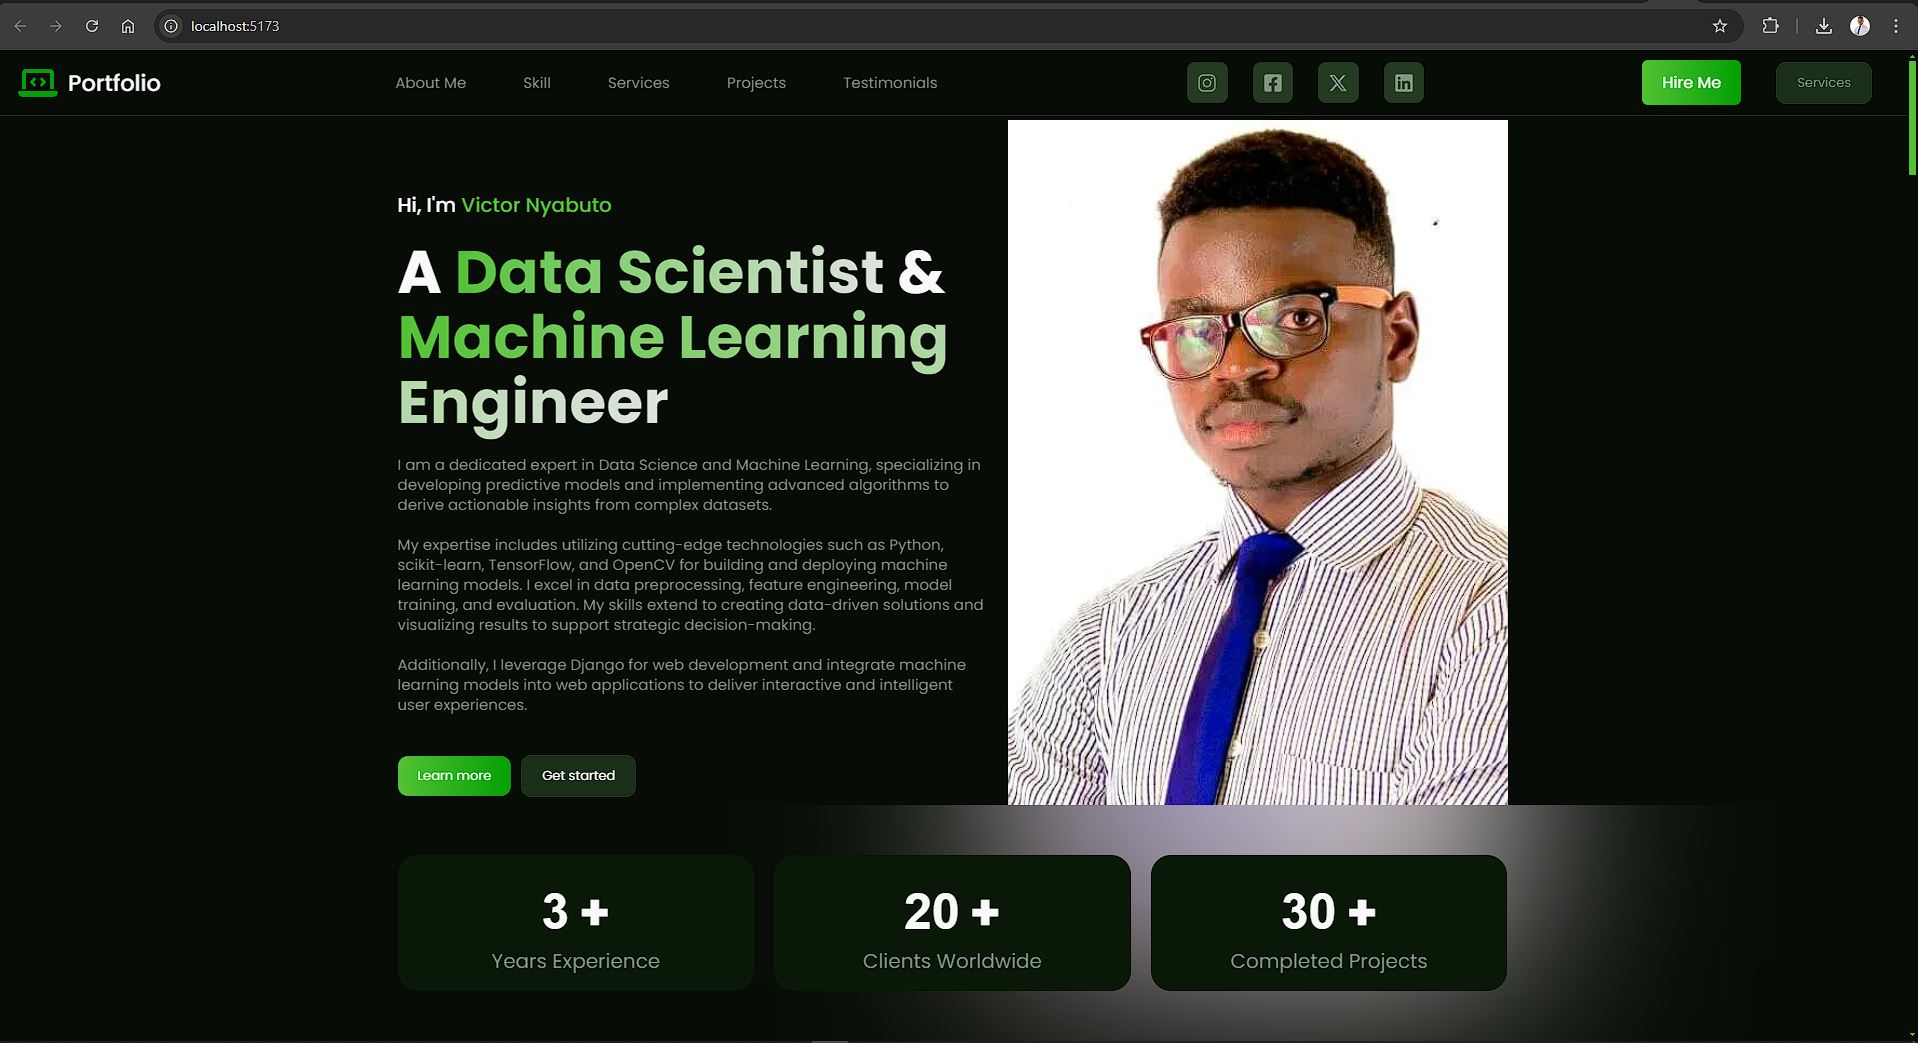 localhost:5173
Portfolio
About Me
Skill
Services
Projects
Testimonials
Hire Me
Services
Hi, I'm Victor Nyabuto
A Data Scientist &
Machine Learning
Engineer
I am a dedicated expert in Data Science and Machine Learning, specializing in
developing predictive models and implementing advanced algorithms to
derive actionable insights from complex datasets.
My expertise includes utilizing cutting-edge technologies such as Python,
scikit-learn, TensorFlow, and OpenCV for building and deploying machine
learning models. I excel in data preprocessing, feature engineering, model
training, and evaluation. My skills extend to creating data-driven solutions and
visualizing results to support strategic decision-making.
Additionally, I leverage Django for web development and integrate machine
learning models into web applications to deliver interactive and intelligent
user experiences.
Learn more
Get started
3 +
Years Experience
20 +
Clients Worldwide
30 +
Completed Projects